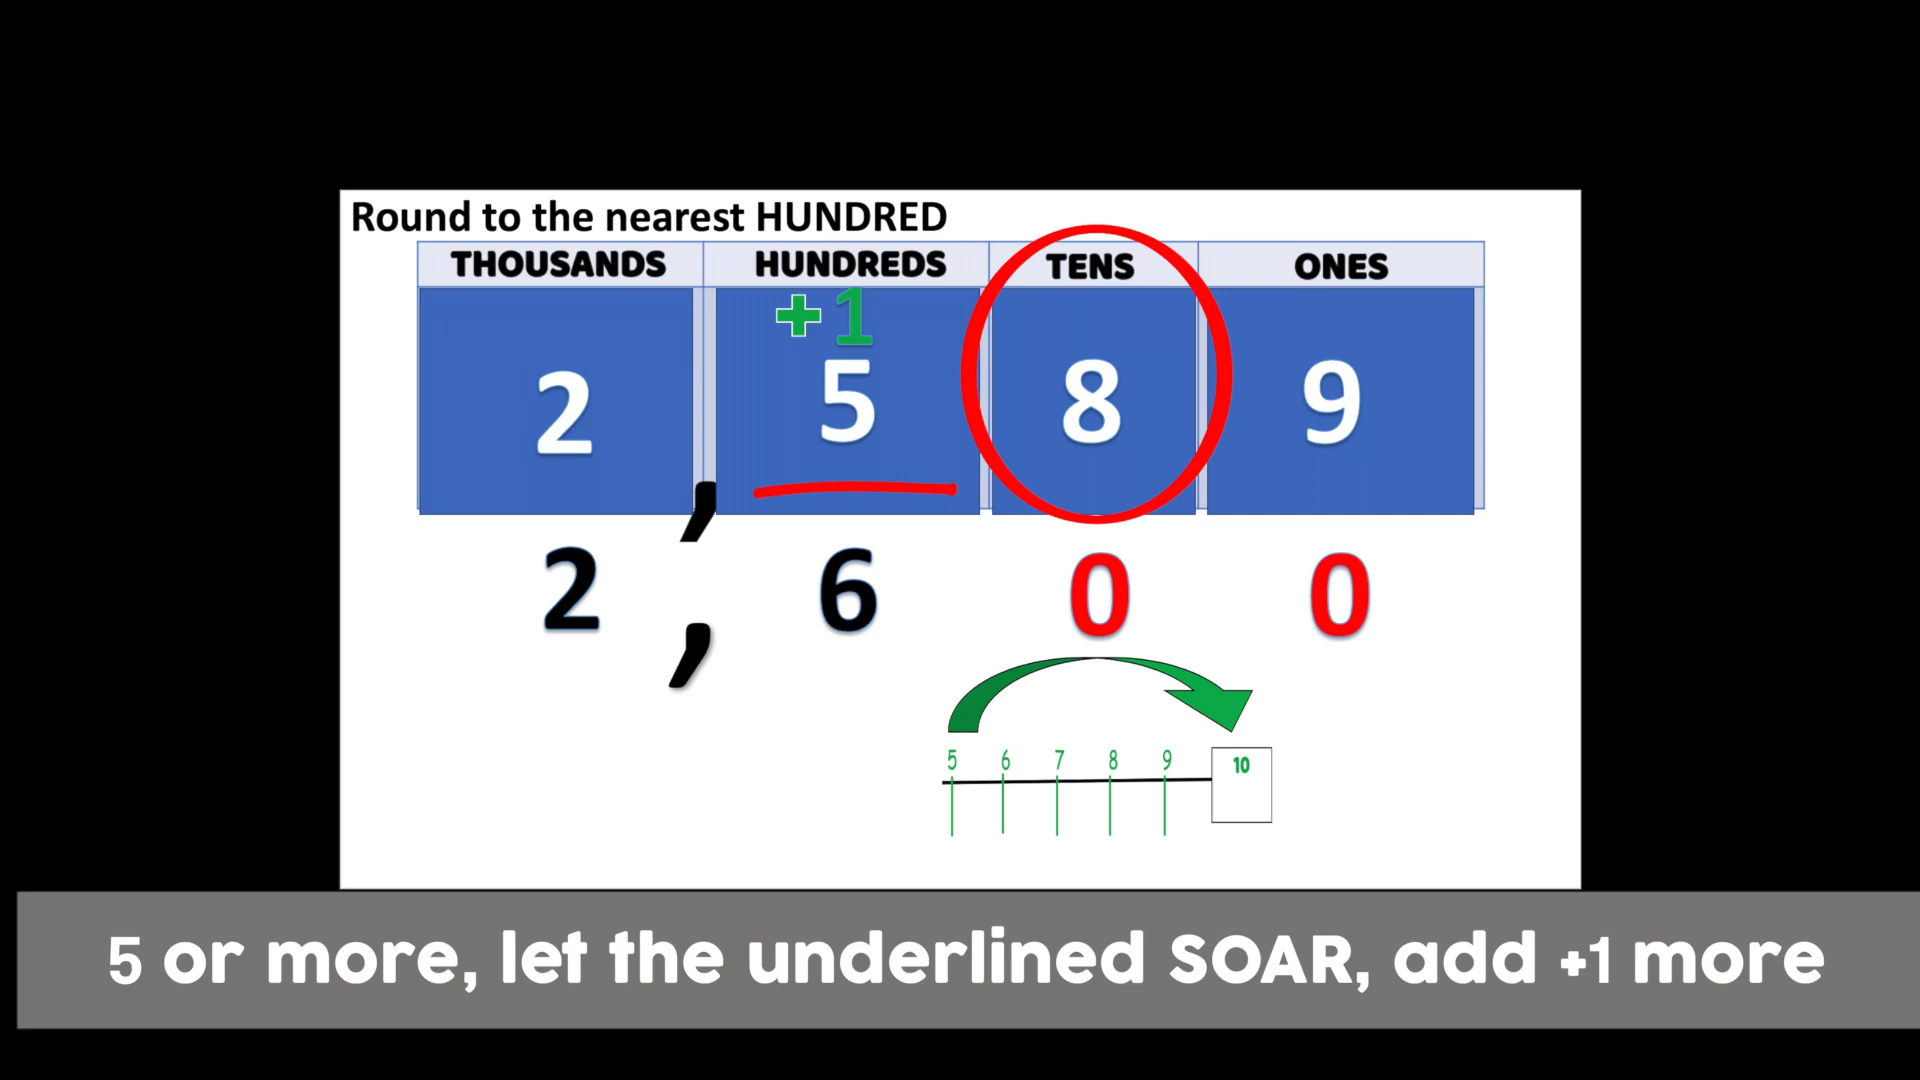 Round to the nearest HUNDRED
THOUSANDS HUNDREDS TENS ONES
+1
2, 5 8 9
2, 6 0 0
5 6 7 8 9 10
5 or more, let the underlined SOAR, add +1 more